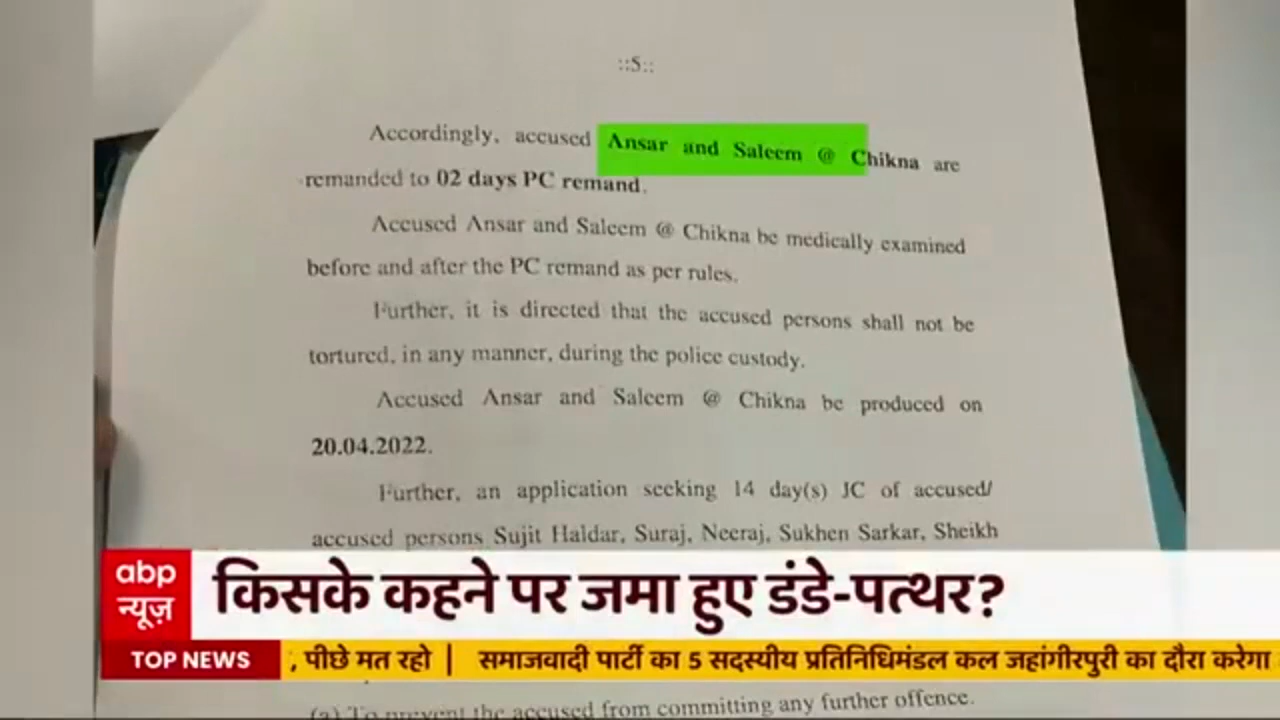 ::5::
Accordingly, accused Ansar and Saleem @ Chikna are
remanded to 02 days PC remand.
Accused Ansar and Saleem @ Chikna be medically examined
before and after the PC remand as per rules.
Further, it is directed that the accused persons shall not be
tortured, in any manner, during the police custody.
Accused Ansar and Saleem @ Chikna be produced on
20.04.2022.
Further, an application seeking 14 day(s) JC of accused/
accused persons Sujit Haldar, Suraj, Neeraj, Sukhen Sarkar, Sheikh
abp
न्यूज़
किसके कहने पर जमा हुए डंडे-पत्थर?
TOP NEWS
, पीछे मत रहो | समाजवादी पार्टी का 5 सदस्यीय प्रतिनिधिमंडल कल जहांगीरपुरी का दौरा करेगा
(a) To prevent the accused from committing any further offence.